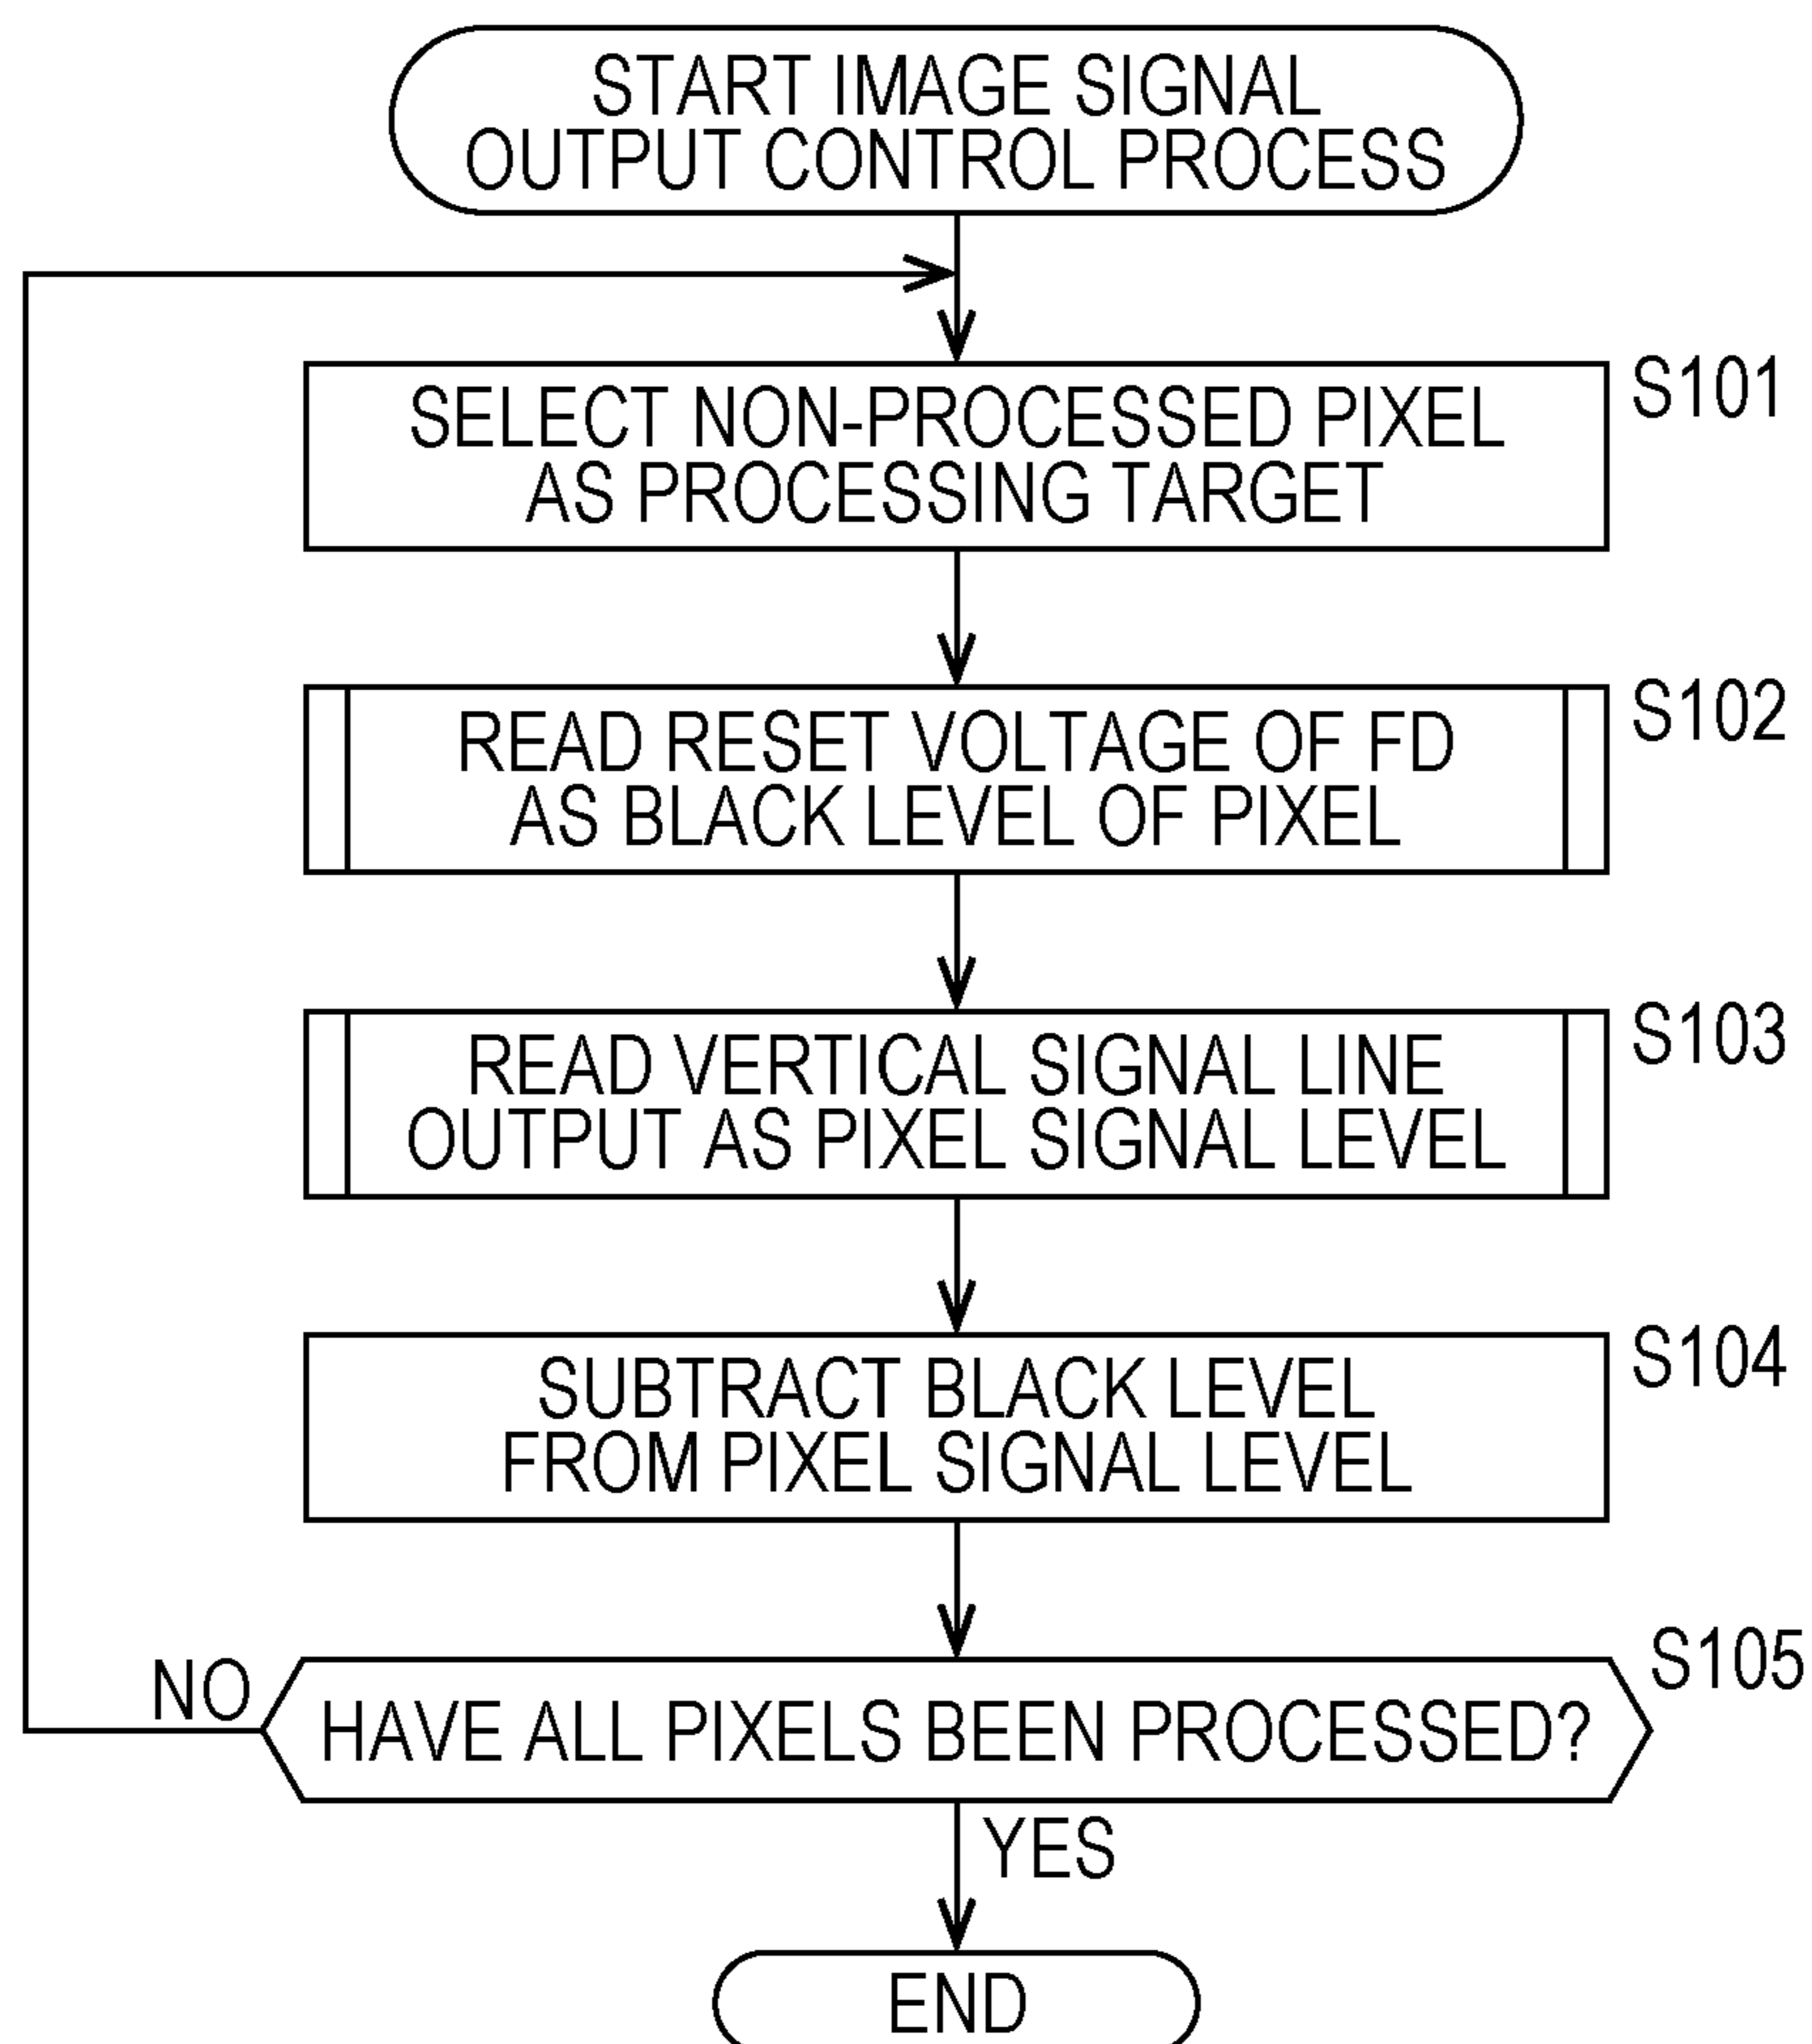 START IMAGE SIGNAL
OUTPUT CONTROL PROCESS
SELECT NON-PROCESSED PIXEL
AS PROCESSING TARGET
S101
READ RESET VOLTAGE OF FD
AS BLACK LEVEL OF PIXEL
S102
READ VERTICAL SIGNAL LINE
OUTPUT AS PIXEL SIGNAL LEVEL
S103
SUBTRACT BLACK LEVEL
FROM PIXEL SIGNAL LEVEL
S104
HAVE ALL PIXELS BEEN PROCESSED?
S105
NO
YES
END